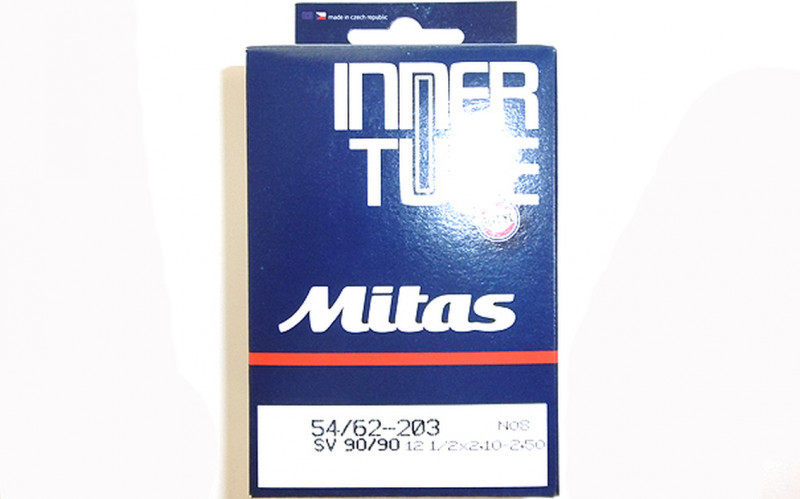 made in czech republic
INNER
TUBE
Mitas
54/62-203 NOS
SV 90/90 12 1/2x2.10-2.50